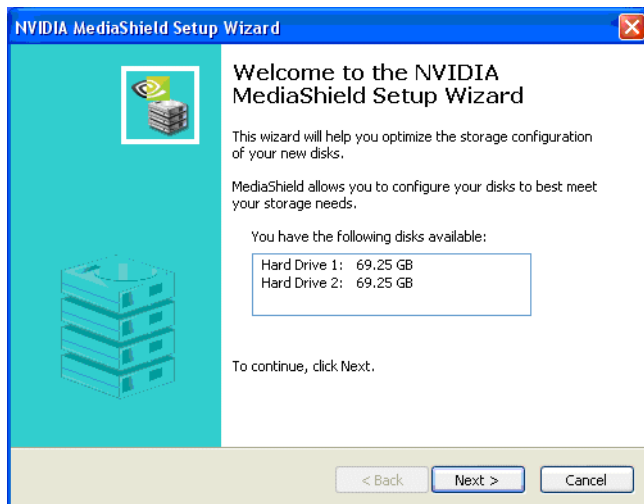 NVIDIA MediaShield Setup Wizard
Welcome to the NVIDIA
MediaShield Setup Wizard
This wizard will help you optimize the storage configuration
of your new disks.
MediaShield allows you to configure your disks to best meet
your storage needs.
You have the following disks available:
Hard Drive 1: 69.25 GB
Hard Drive 2: 69.25 GB
To continue, click Next.
< Back
Next >
Cancel